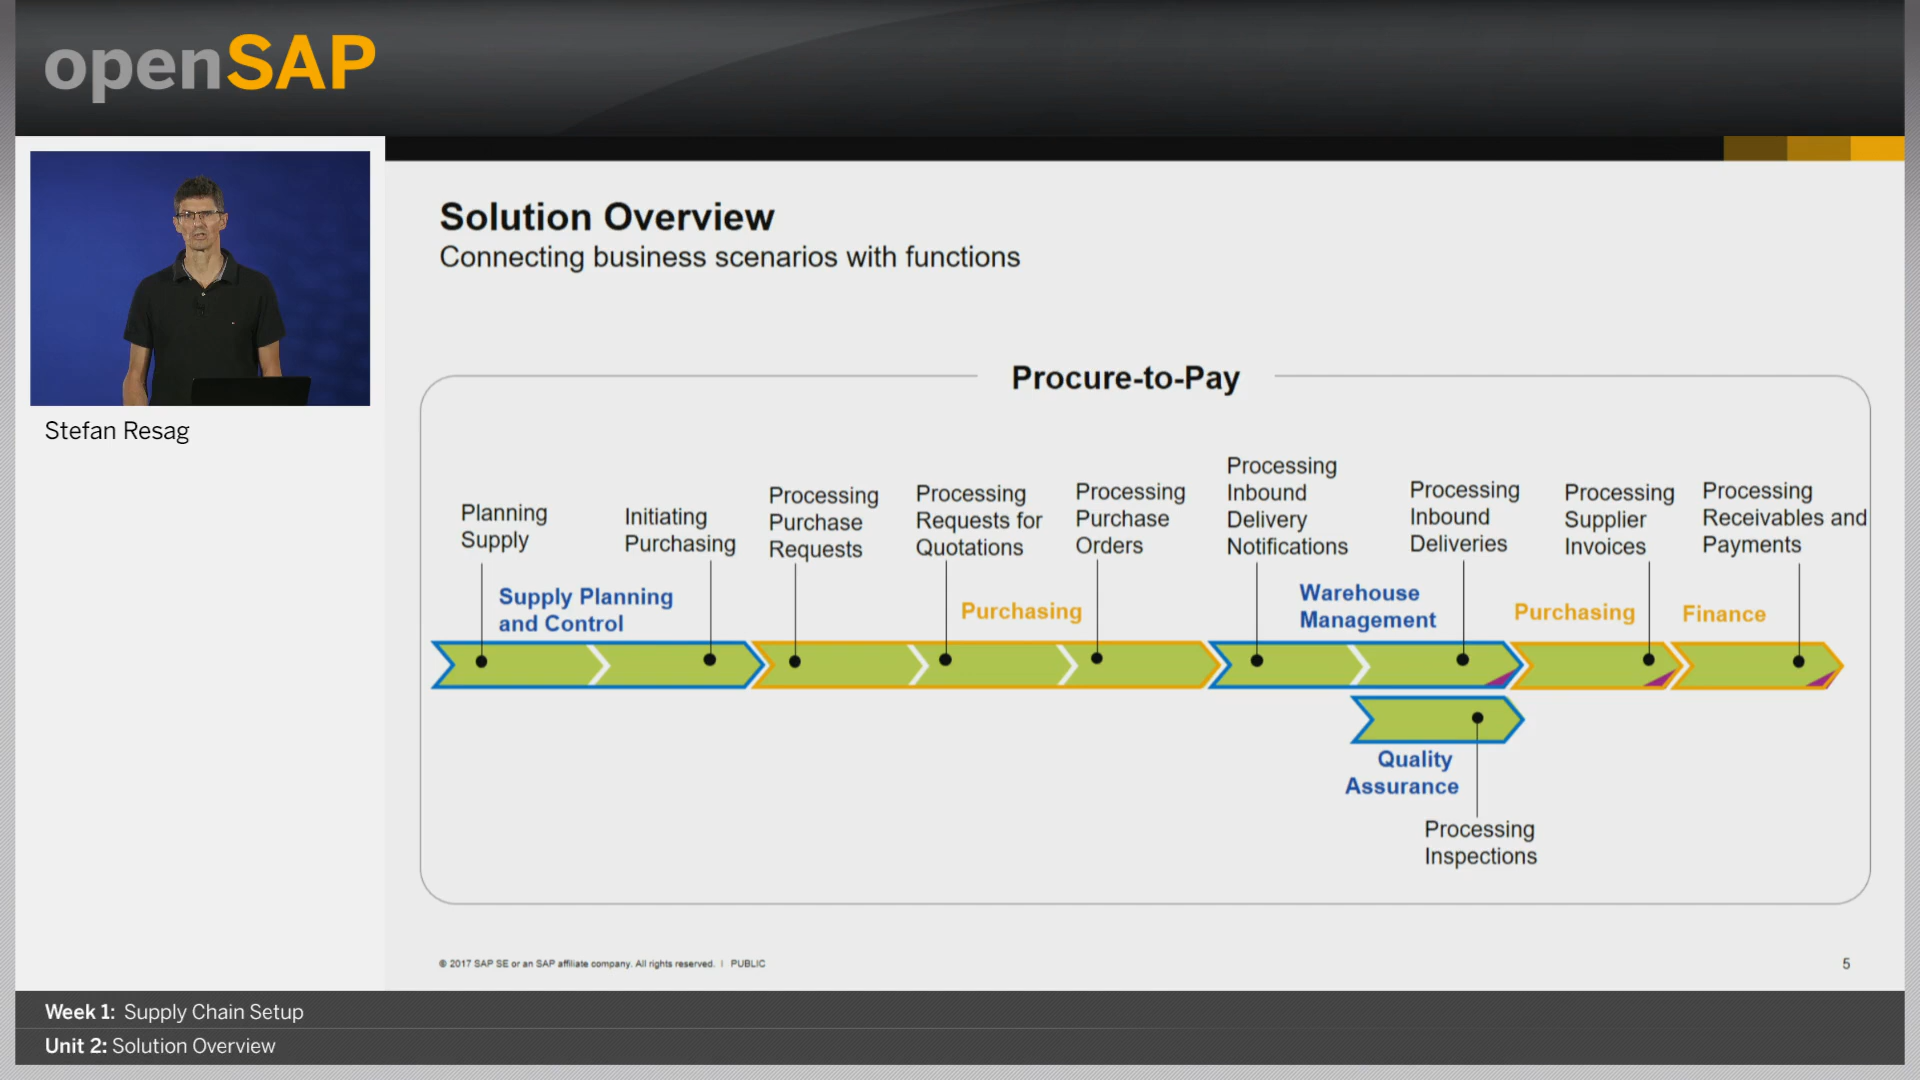 openSAP
Stefan Resag
Solution Overview
Connecting business scenarios with functions
Procure-to-Pay
Planning
Supply
Initiating
Purchasing
Processing
Purchase
Requests
Processing
Requests for
Quotations
Processing
Purchase
Orders
Processing
Inbound
Delivery
Notifications
Processing
Inbound
Deliveries
Processing
Supplier
Invoices
Processing
Receivables and
Payments
Supply Planning
and Control
Purchasing
Warehouse
Management
Purchasing
Finance
Quality
Assurance
Processing
Inspections
© 2017 SAP SE or an SAP affiliate company. All rights reserved. | PUBLIC
5
Week 1: Supply Chain Setup
Unit 2: Solution Overview